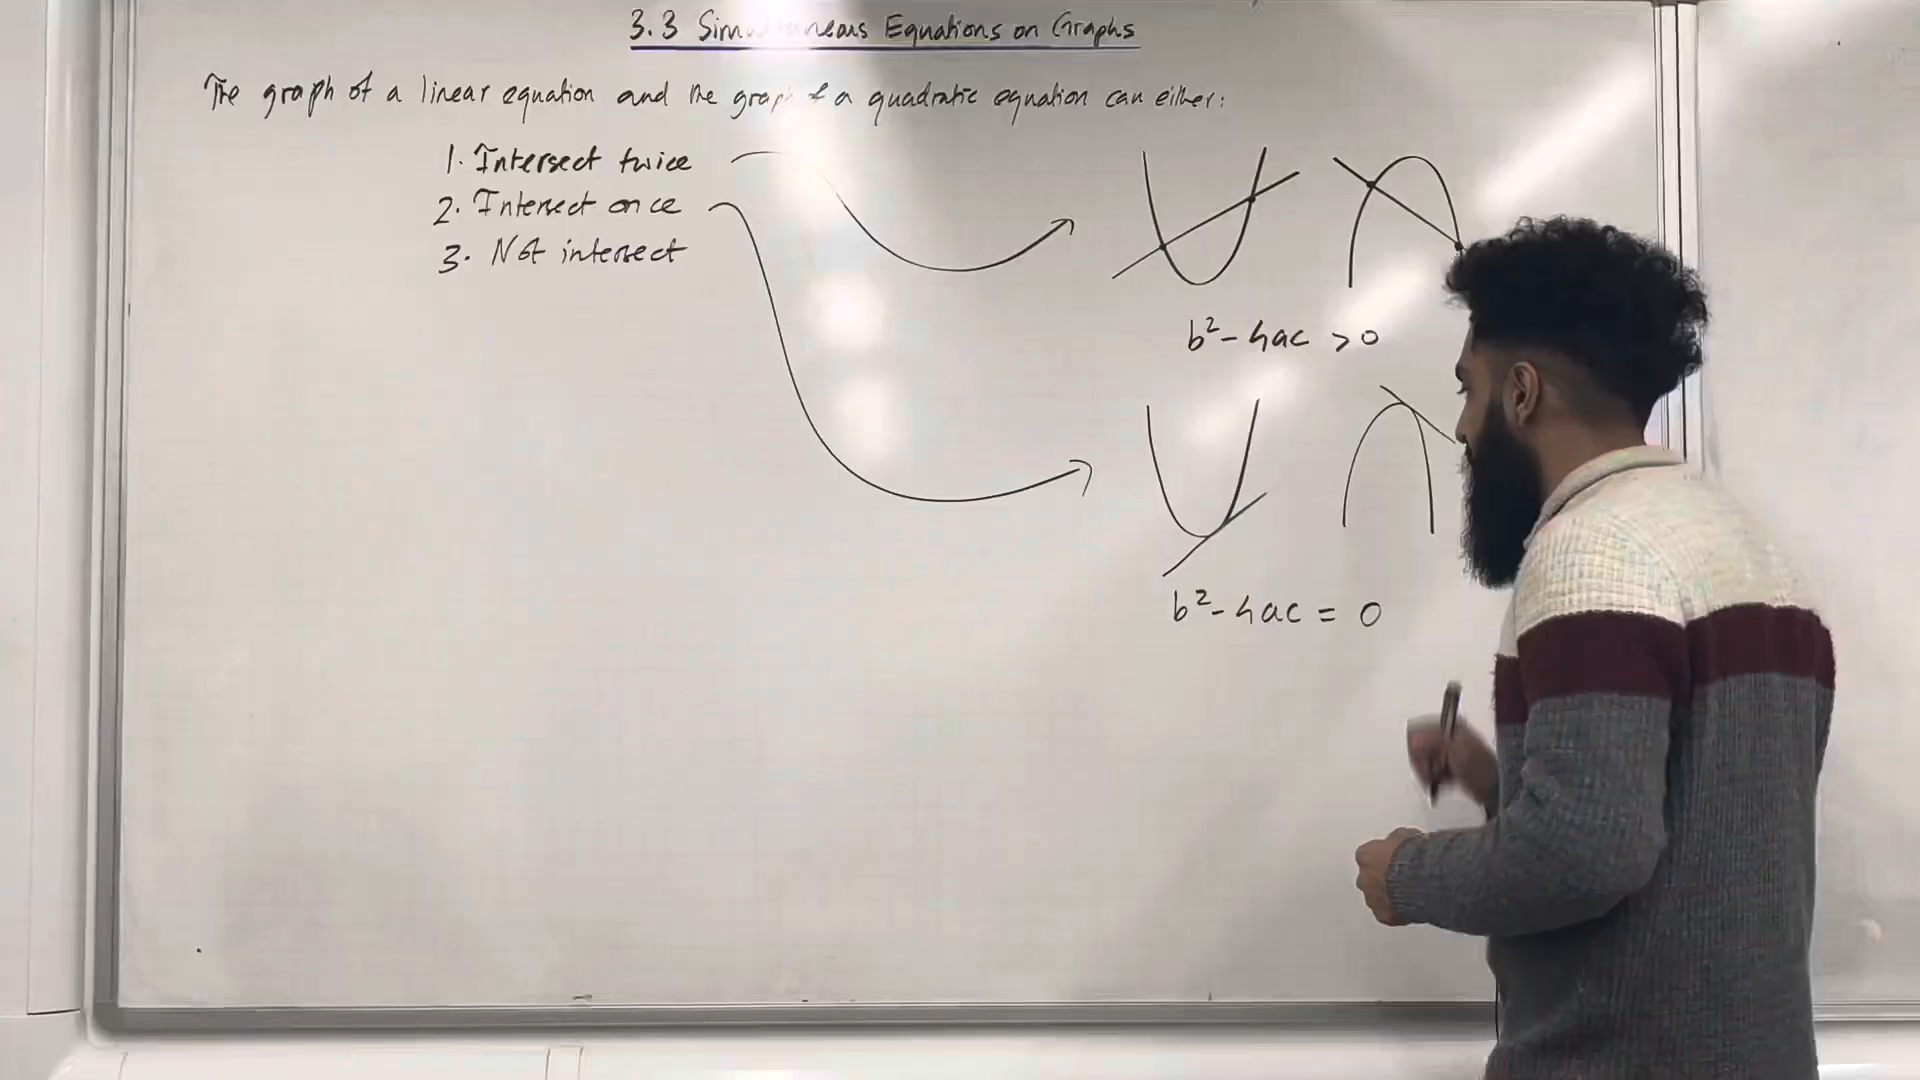 3.3 Simultaneous Equations on Graphs
The graph of a linear equation and the graph of a quadratic equation can either:
1. Intersect twice
2. Intersect once
3. Not intersect
b²-4ac > 0
b²-4ac = 0